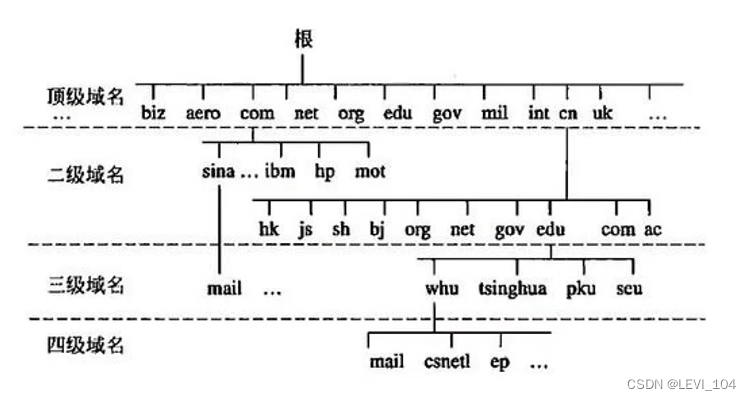 根
顶级域名
... biz aero com net org edu gov mil int cn uk ...
二级域名
sina ... ibm hp mot
hk js sh bj org net gov edu com ac
三级域名
mail ... whu tsinghua pku scu
四级域名
mail csnetl ep ...
CSDN @LEVI_104